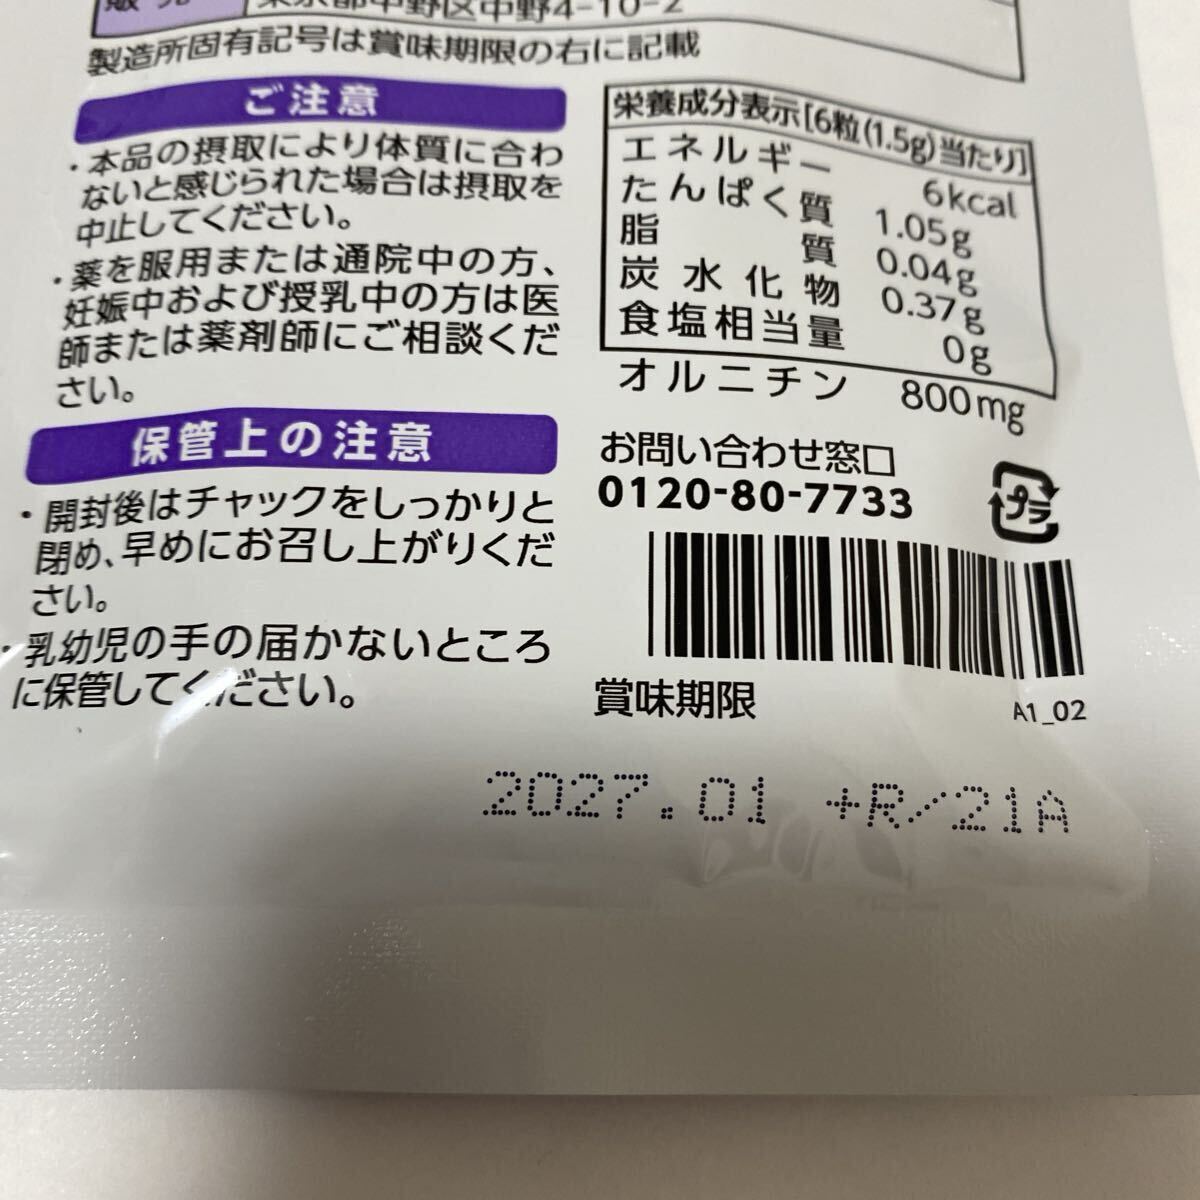 東京都中野区中野4-10-2
製造所固有記号は賞味期限の右に記載
ご注意
・本品の摂取により体質に合わ
ないと感じられた場合は摂取を
中止してください。
・薬を服用または通院中の方、
妊娠中および授乳中の方は医
師または薬剤師にご相談くだ
さい。
保管上の注意
・開封後はチャックをしっかりと
閉め、早めにお召し上がりくだ
さい。
・乳幼児の手の届かないところ
に保管してください。
栄養成分表示[6粒(1.5g)当たり]
エネルギー 6kcal
たんぱく質 1.05g
脂質 0.04g
炭水化物 0.37g
食塩相当量 0g
オルニチン 800mg
お問い合わせ窓口
0120-80-7733
プラ
賞味期限
A1_02
2027.01 +R/21A